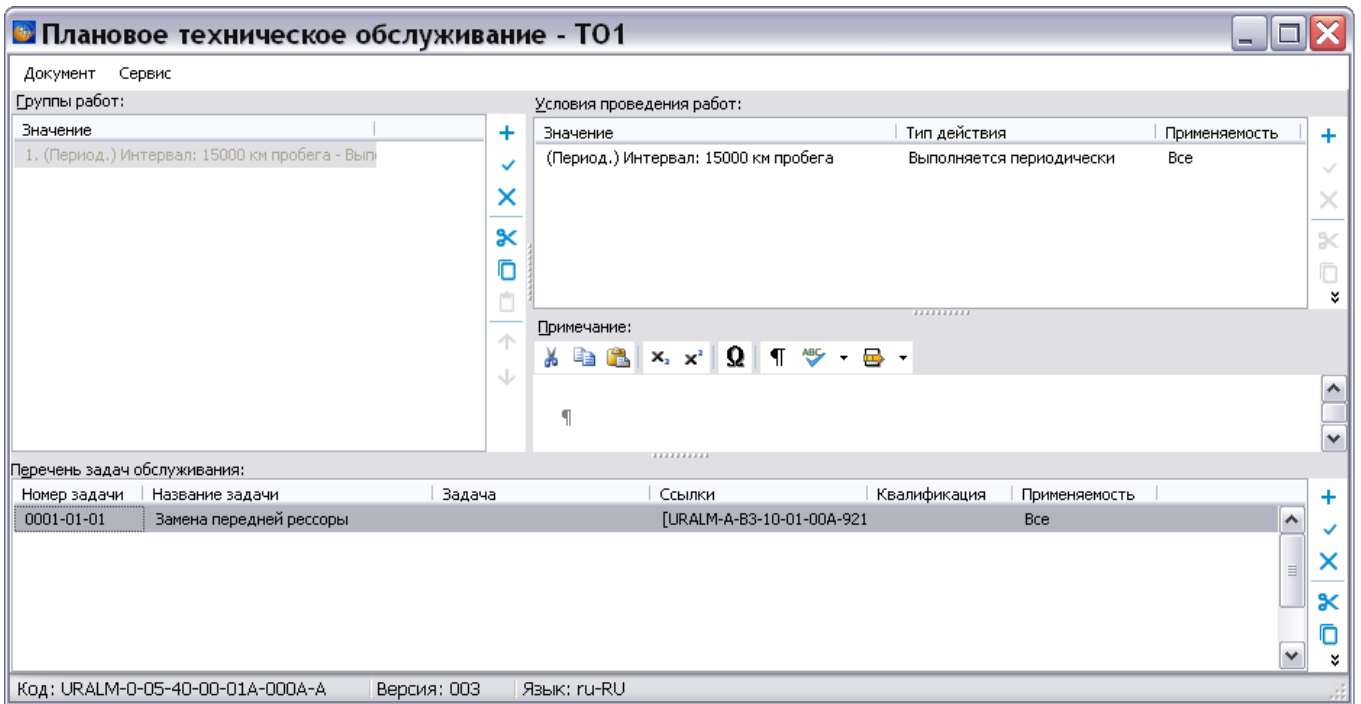 Плановое техническое обслуживание - ТО1
Документ Сервис
Группы работ:
Значение
1. (Период.) Интервал: 15000 км пробега - Вып
Условия проведения работ:
Значение Тип действия Применяемость
(Период.) Интервал: 15000 км пробега Выполняется периодически Все
Примечание:
X₂ X² Ω ¶ ABC
¶
Перечень задач обслуживания:
Номер задачи Название задачи Задача Ссылки Квалификация Применяемость
0001-01-01 Замена передней рессоры [URALM-A-B3-10-01-00A-921 Все
Код: URALM-0-05-40-00-01A-000A-A Версия: 003 Язык: ru-RU